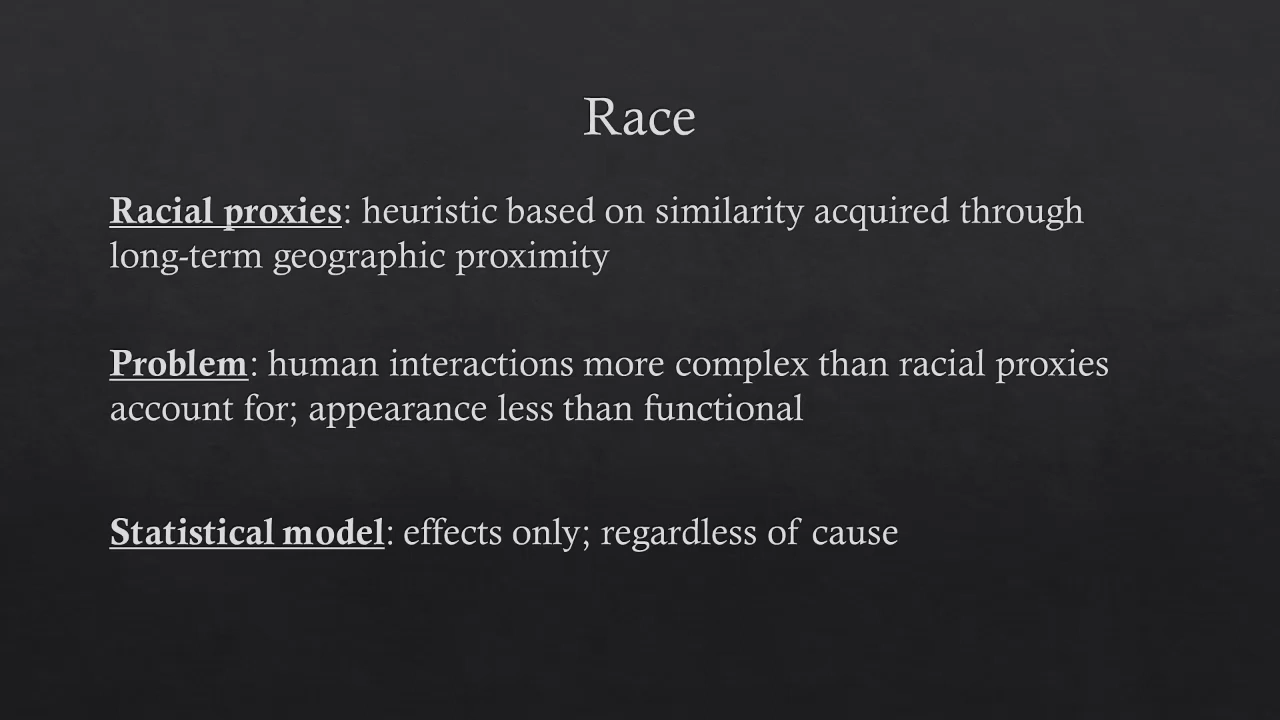 Race
Racial proxies: heuristic based on similarity acquired through
long-term geographic proximity
Problem: human interactions more complex than racial proxies
account for; appearance less than functional
Statistical model: effects only; regardless of cause